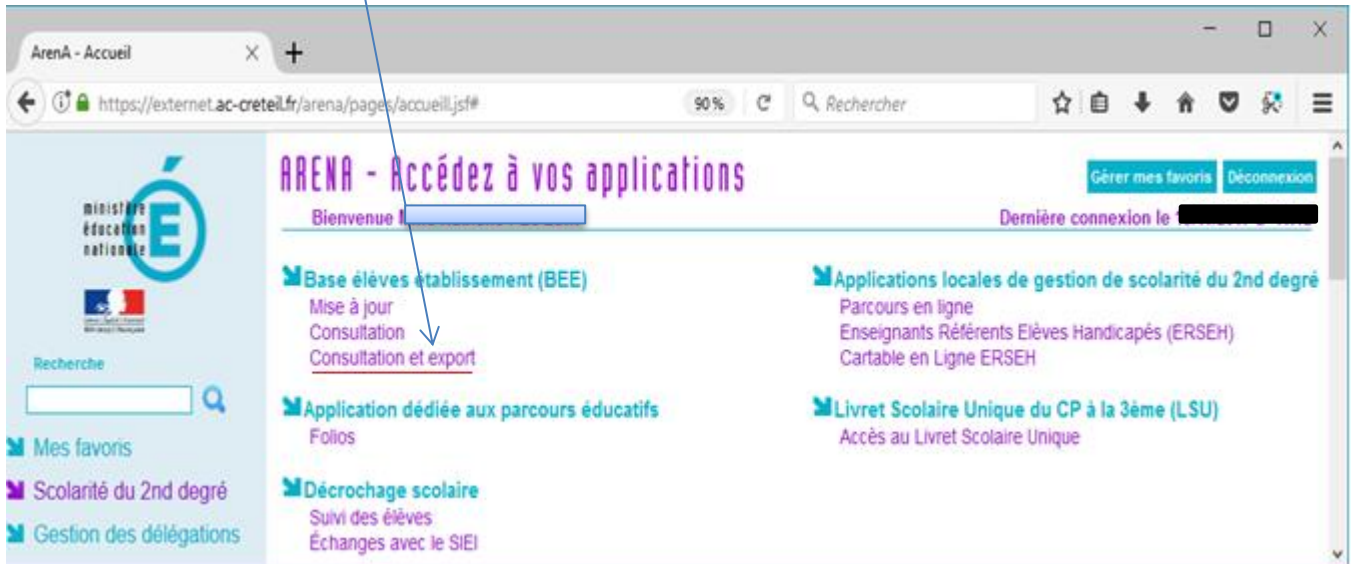 ArenA - Accueil
https://externet.ac-creteil.fr/arena/pages/accueill.jsf#
90 %
Rechercher
ministère
éducation
nationale
Recherche
Mes favoris
Scolarité du 2nd degré
Gestion des délégations
ARENA - Accédez à vos applications
Gérer mes favoris
Déconnexion
Bienvenue
Dernière connexion le
Base élèves établissement (BEE)
Mise à jour
Consultation
Consultation et export
Application dédiée aux parcours éducatifs
Folios
Décrochage scolaire
Suivi des élèves
Échanges avec le SIEI
Applications locales de gestion de scolarité du 2nd degré
Parcours en ligne
Enseignants Référents Elèves Handicapés (ERSEH)
Cartable en Ligne ERSEH
Livret Scolaire Unique du CP à la 3ème (LSU)
Accès au Livret Scolaire Unique